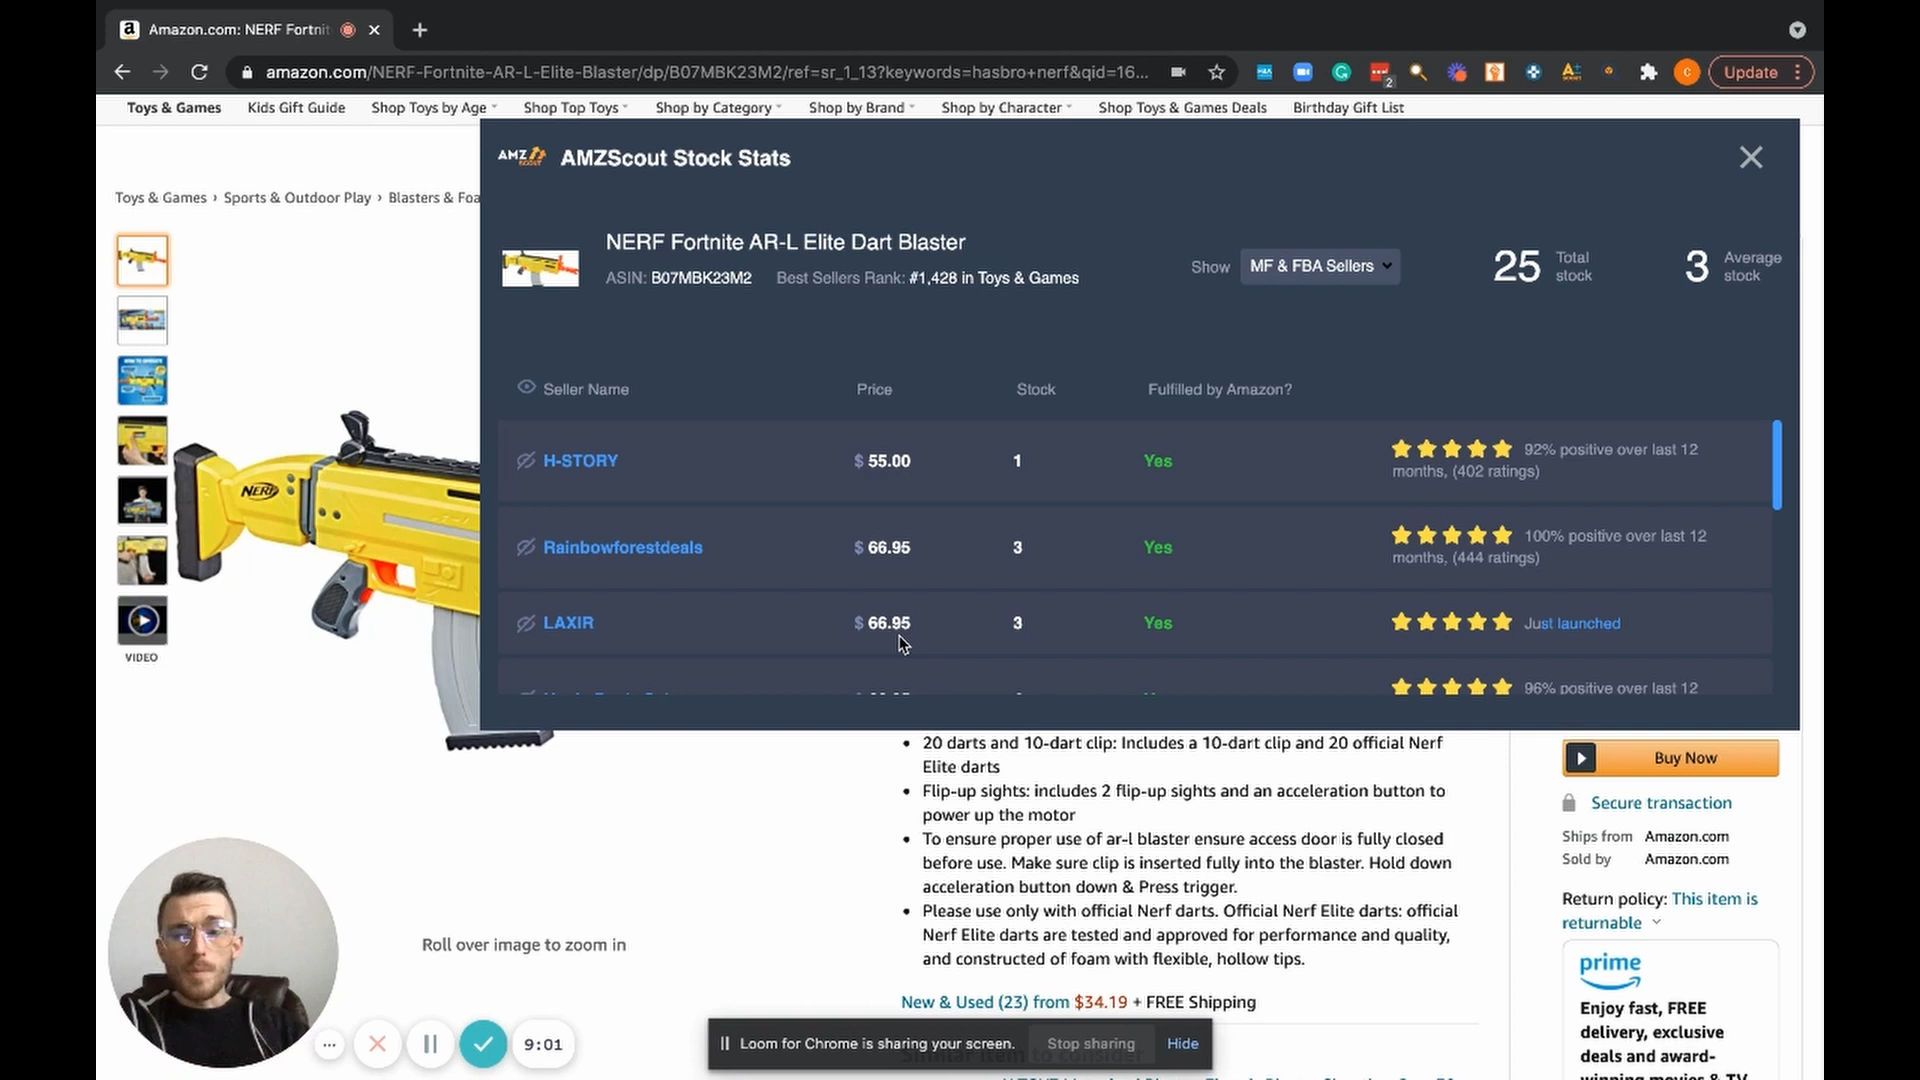 Amazon.com: NERF Fortnit
amazon.com/NERF-Fortnite-AR-L-Elite-Blaster/dp/B07MBK23M2/ref=sr_1_13?keywords=hasbro+nerf&qid=16...
2
C
Update
Toys & Games Kids Gift Guide Shop Toys by Age Shop Top Toys Shop by Category Shop by Brand Shop by Character Shop Toys & Games Deals Birthday Gift List
AMZ SCOUT AMZScout Stock Stats
Toys & Games › Sports & Outdoor Play › Blasters & Foa
NERF Fortnite AR-L Elite Dart Blaster
ASIN: B07MBK23M2 Best Sellers Rank: #1,428 in Toys & Games
Show MF & FBA Sellers
25 Total stock
3 Average stock
Seller Name Price Stock Fulfilled by Amazon?
H-STORY $ 55.00 1 Yes 92% positive over last 12
months, (402 ratings)
Rainbowforestdeals $ 66.95 3 Yes 100% positive over last 12
months, (444 ratings)
LAXIR $ 66.95 3 Yes Just launched
96% positive over last 12
NERF
VIDEO
Roll over image to zoom in
• 20 darts and 10-dart clip: Includes a 10-dart clip and 20 official Nerf
Elite darts
• Flip-up sights: includes 2 flip-up sights and an acceleration button to
power up the motor
• To ensure proper use of ar-l blaster ensure access door is fully closed
before use. Make sure clip is inserted fully into the blaster. Hold down
acceleration button down & Press trigger.
• Please use only with official Nerf darts. Official Nerf Elite darts: official
Nerf Elite darts are tested and approved for performance and quality,
and constructed of foam with flexible, hollow tips.
New & Used (23) from $34.19 + FREE Shipping
Buy Now
Secure transaction
Ships from Amazon.com
Sold by Amazon.com
Return policy: This item is
returnable
prime
Enjoy fast, FREE
delivery, exclusive
deals and award-
winning movies & TV
9:01
Loom for Chrome is sharing your screen. Stop sharing Hide